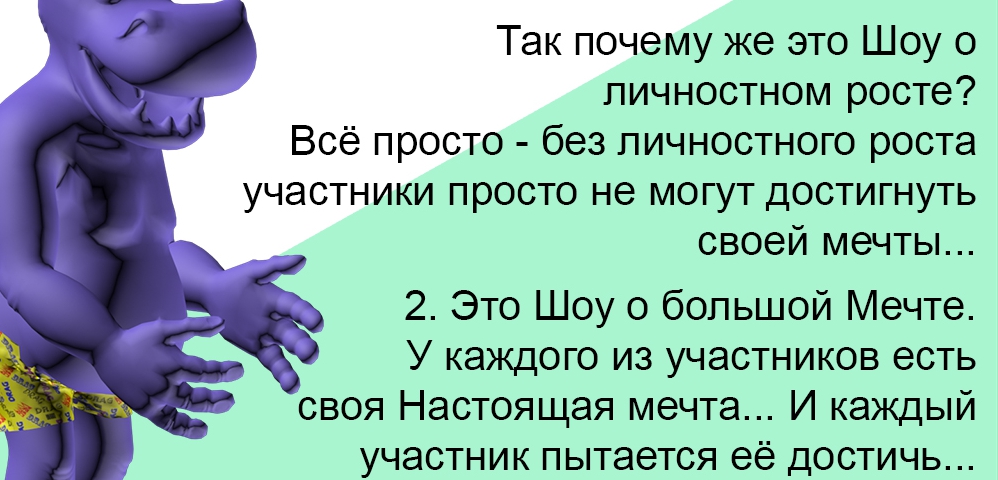 Так почему же это Шоу о
личностном росте?
Всё просто - без личностного роста
участники просто не могут достигнуть
своей мечты...
2. Это Шоу о большой Мечте.
У каждого из участников есть
своя Настоящая мечта... И каждый
участник пытается её достичь...